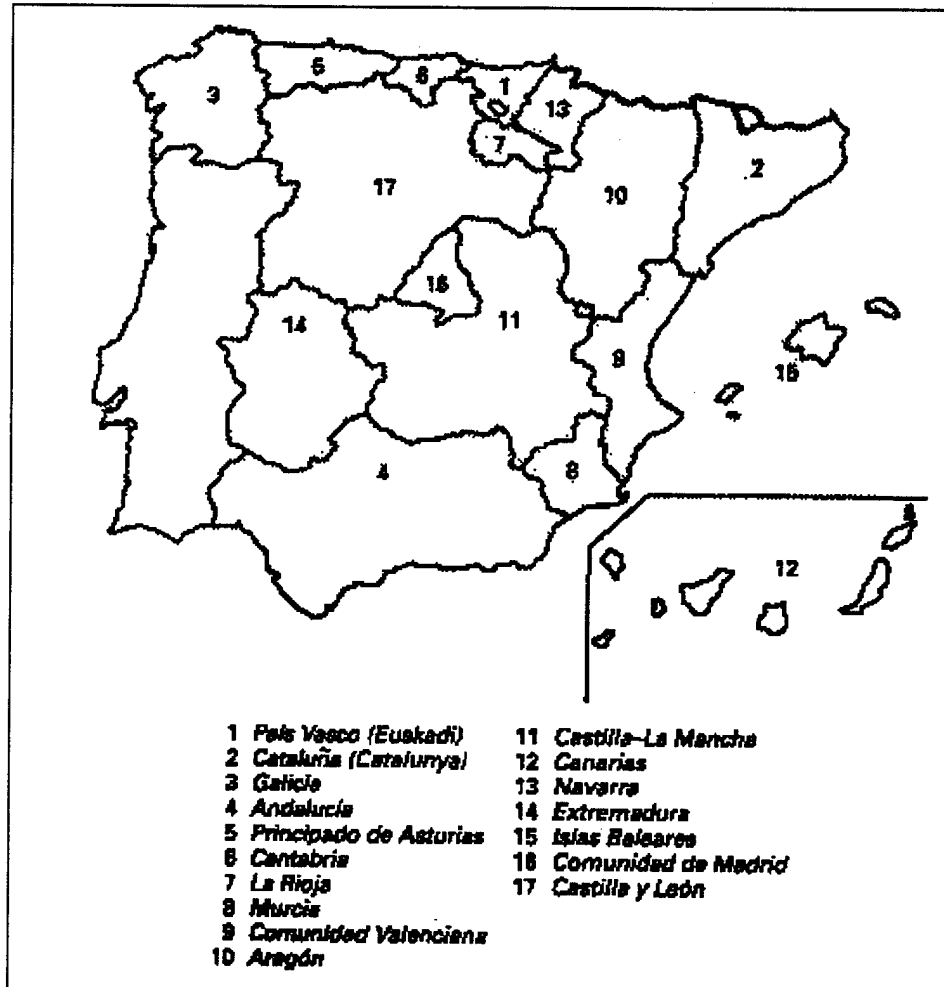 5
6
1
3
13
7
2
17
10
16
11
14
9
15
4
8
12
1 País Vasco (Euskadi)
2 Cataluña (Catalunya)
3 Galicia
4 Andalucía
5 Principado de Asturias
6 Cantabria
7 La Rioja
8 Murcia
9 Comunidad Valenciana
10 Aragón
11 Castilla-La Mancha
12 Canarias
13 Navarra
14 Extremadura
15 Islas Baleares
16 Comunidad de Madrid
17 Castilla y León